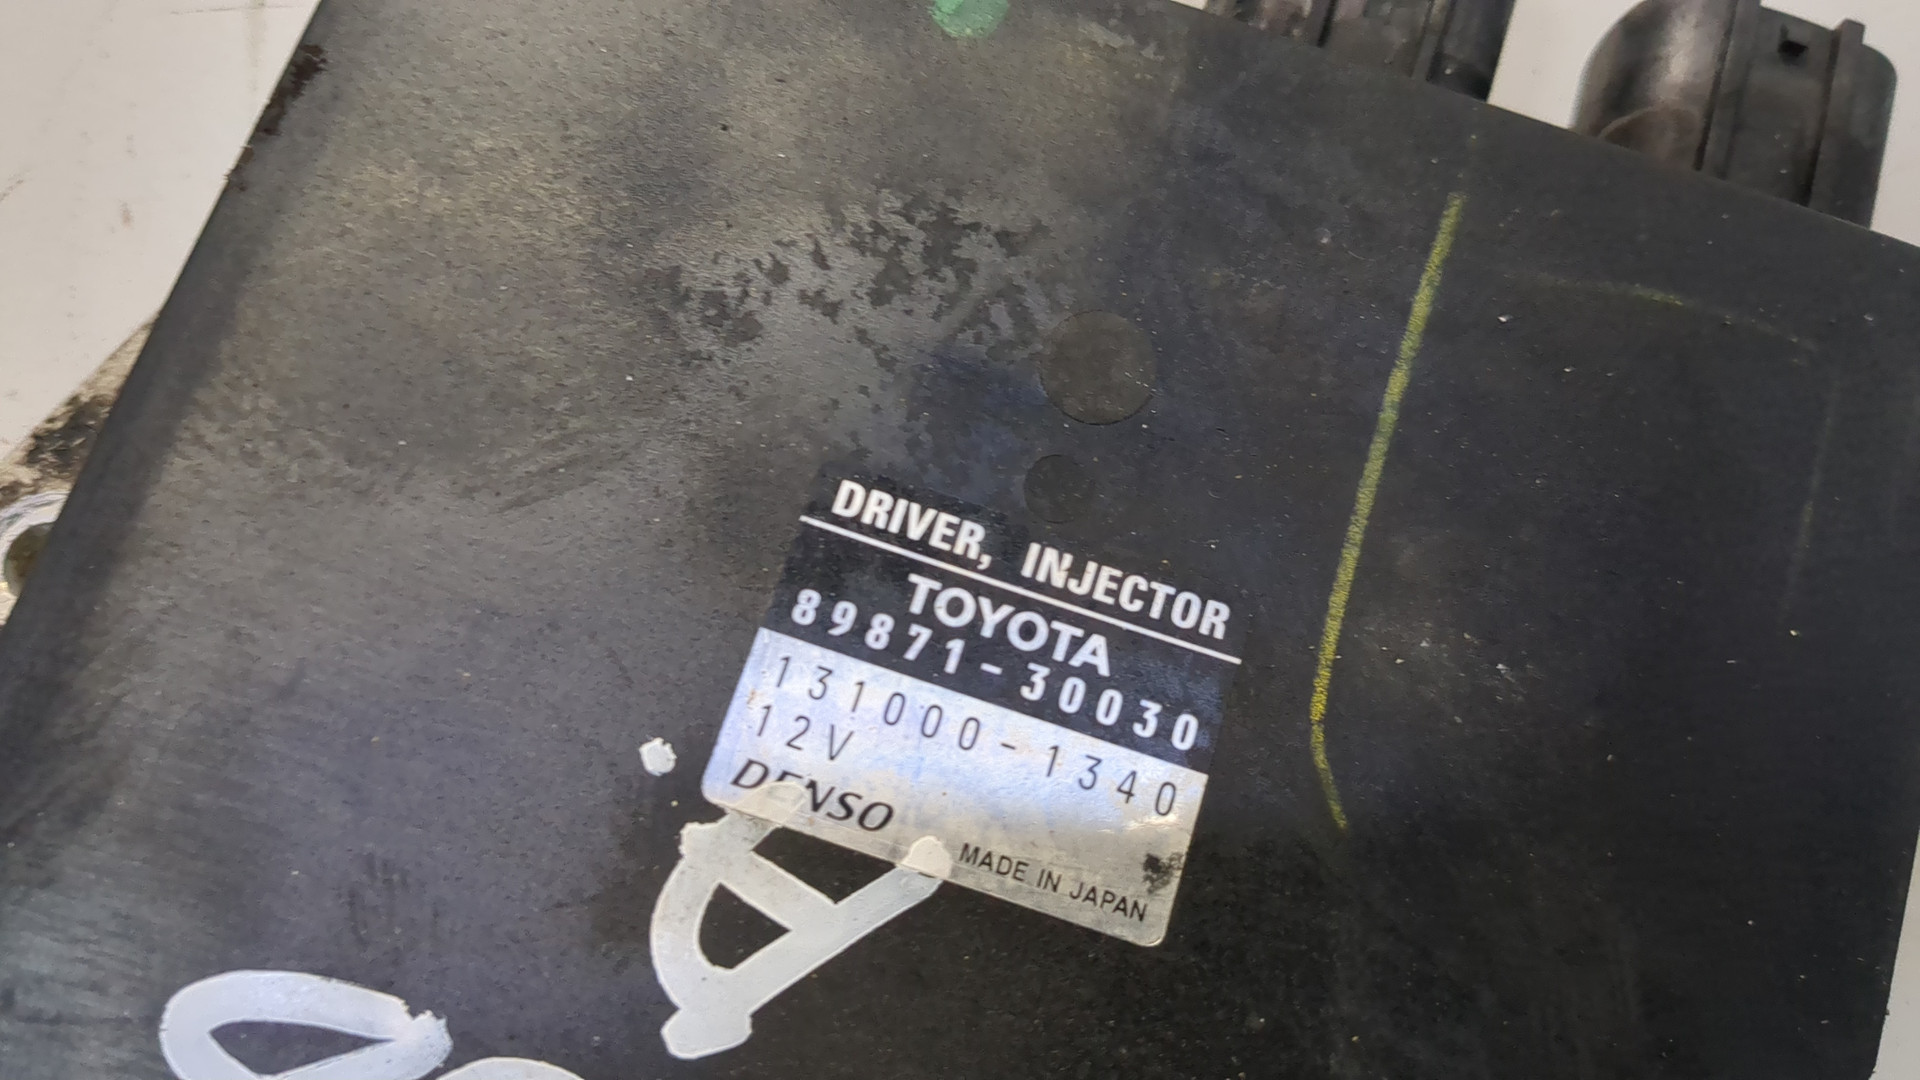 DRIVER, INJECTOR
TOYOTA
89871-30030
131000-1340
12V
DENSO
MADE IN JAPAN